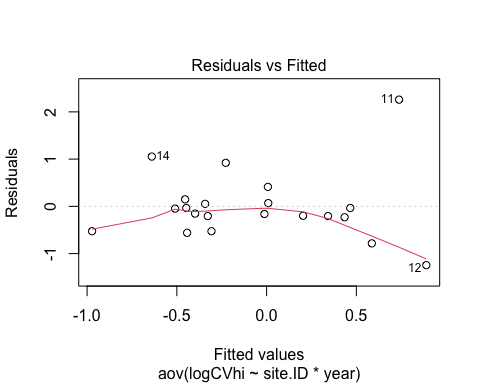 Residuals vs Fitted
Residuals
2
1
0
-1
11
14
12
-1.0 -0.5 0.0 0.5
Fitted values
aov(logCVhi ~ site.ID * year)